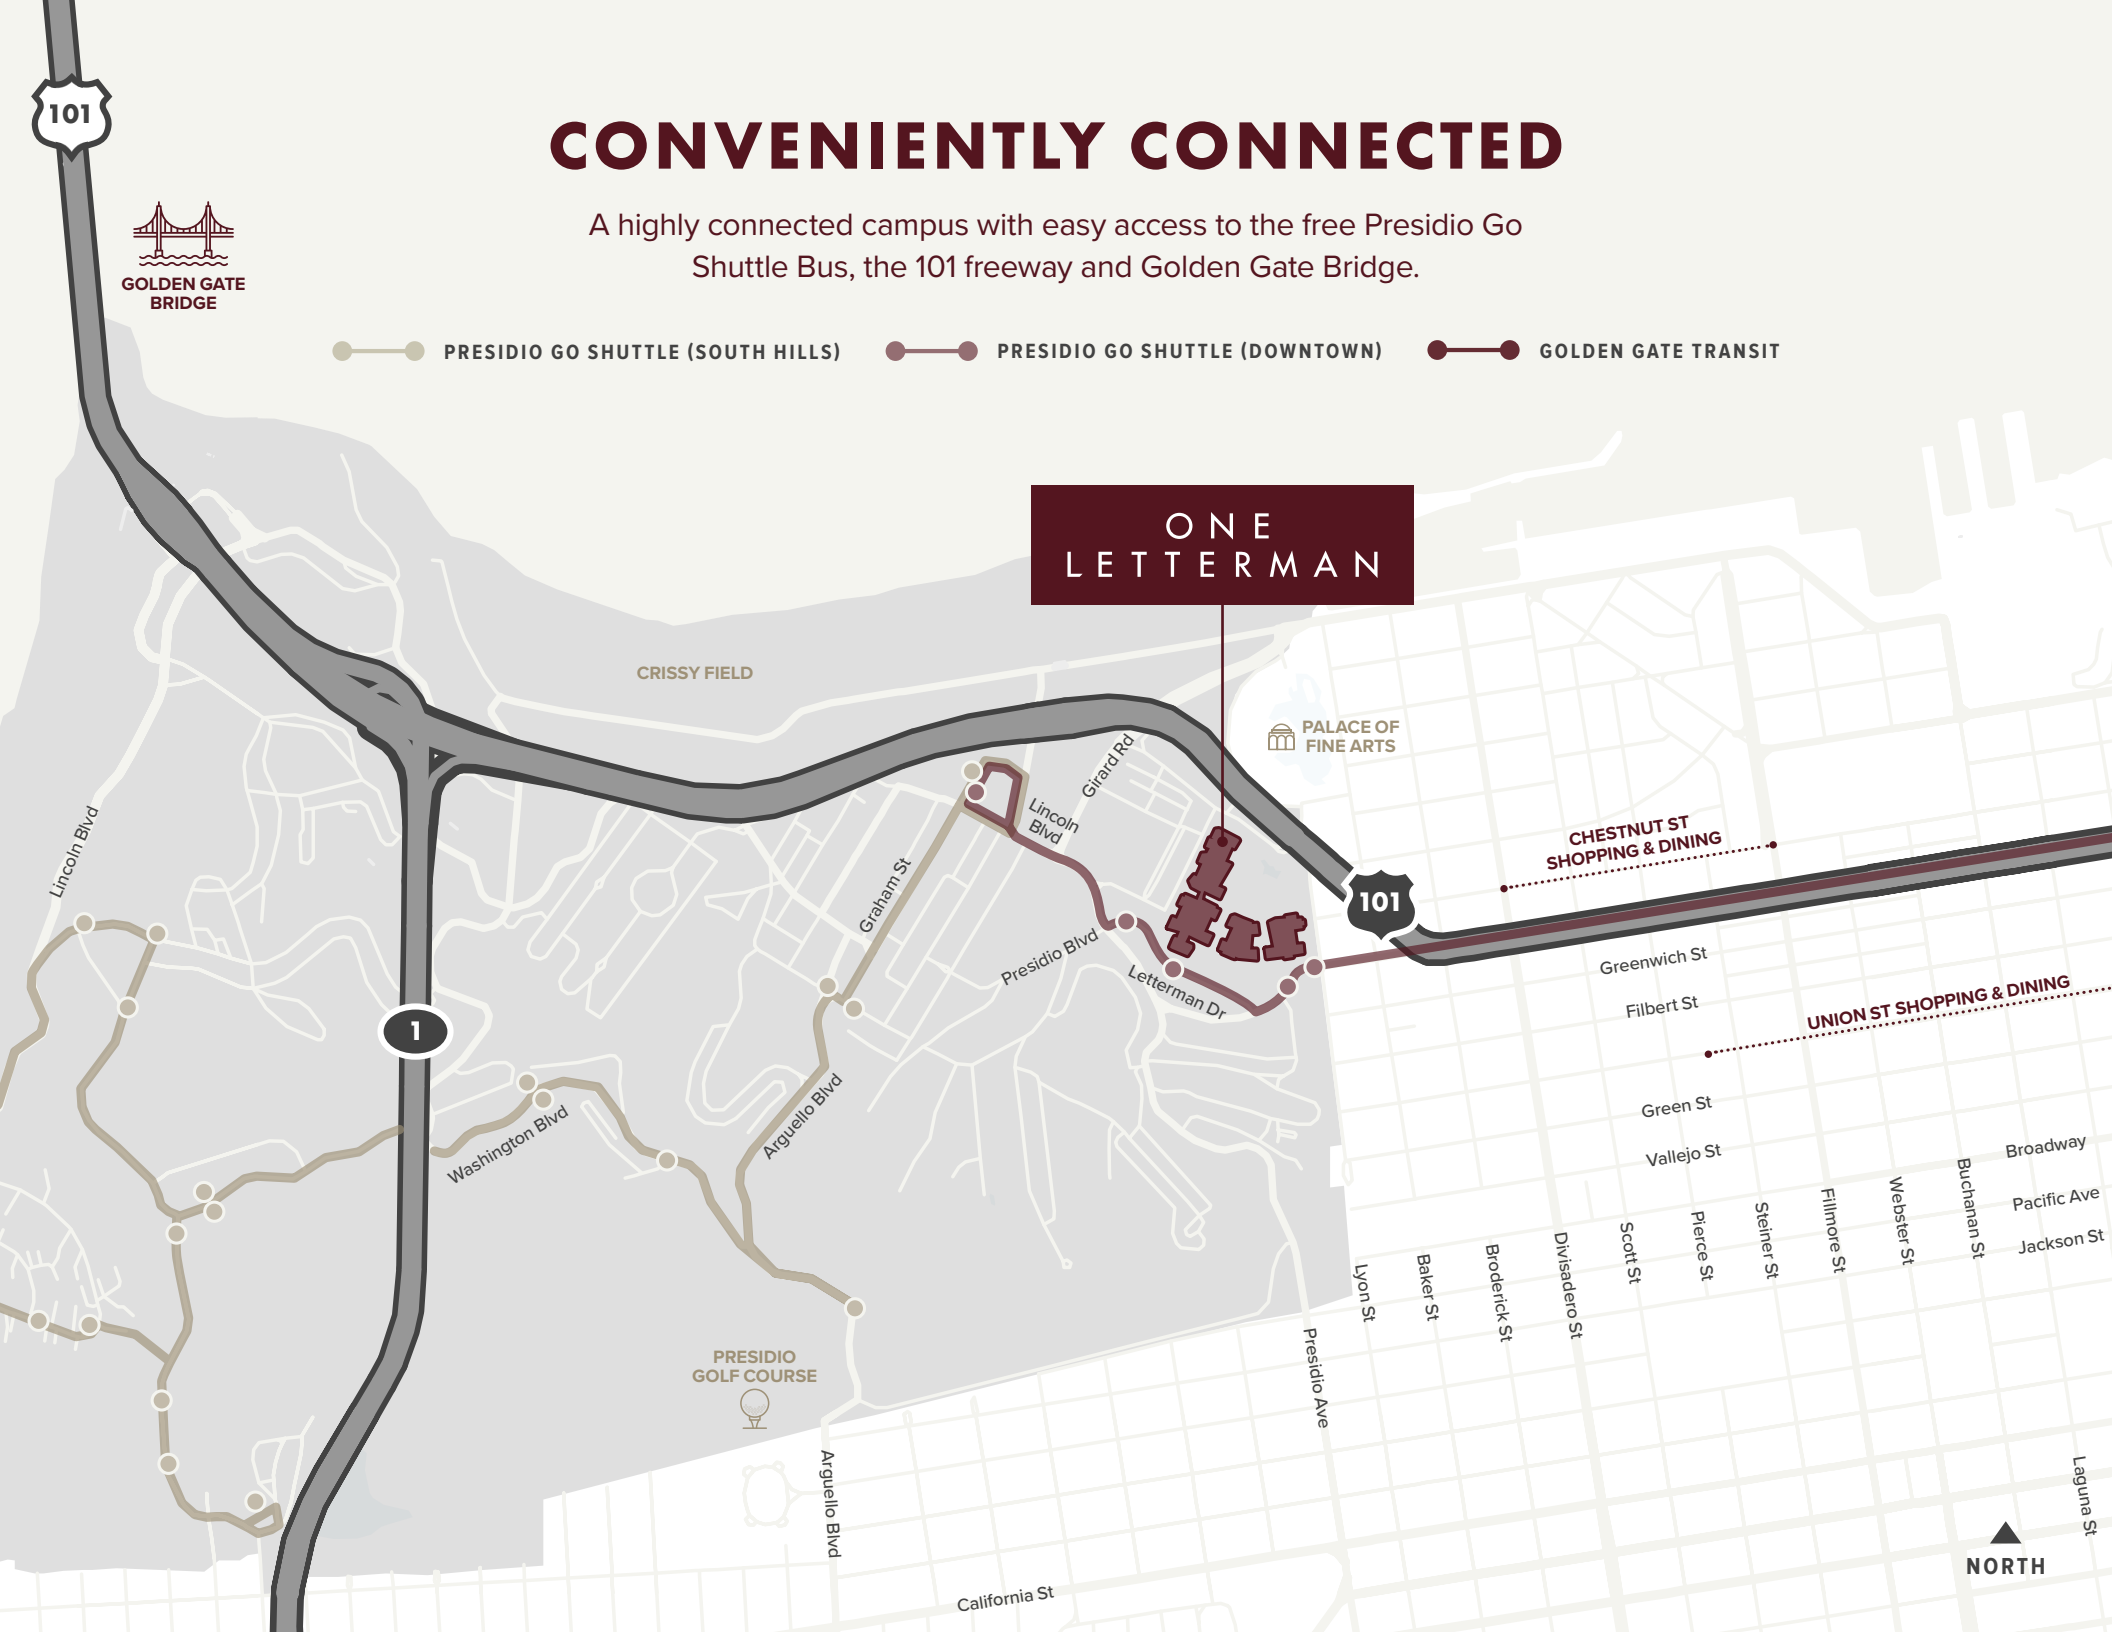 101
CONVENIENTLY CONNECTED
A highly connected campus with easy access to the free Presidio Go
Shuttle Bus, the 101 freeway and Golden Gate Bridge.
GOLDEN GATE
BRIDGE
PRESIDIO GO SHUTTLE (SOUTH HILLS)
PRESIDIO GO SHUTTLE (DOWNTOWN)
GOLDEN GATE TRANSIT
ONE
LETTERMAN
CRISSY FIELD
PALACE OF
FINE ARTS
Girard Rd
Lincoln
Blvd
Lincoln Blvd
CHESTNUT ST
SHOPPING & DINING
Graham St
101
Presidio Blvd
Letterman Dr
Greenwich St
Filbert St
UNION ST SHOPPING & DINING
1
Washington Blvd
Arguello Blvd
Green St
Vallejo St
Broadway
Pacific Ave
Jackson St
Lyon St
Baker St
Broderick St
Divisadero St
Scott St
Pierce St
Steiner St
Fillmore St
Webster St
Buchanan St
PRESIDIO
GOLF COURSE
Presidio Ave
Arguello Blvd
Laguna St
California St
NORTH